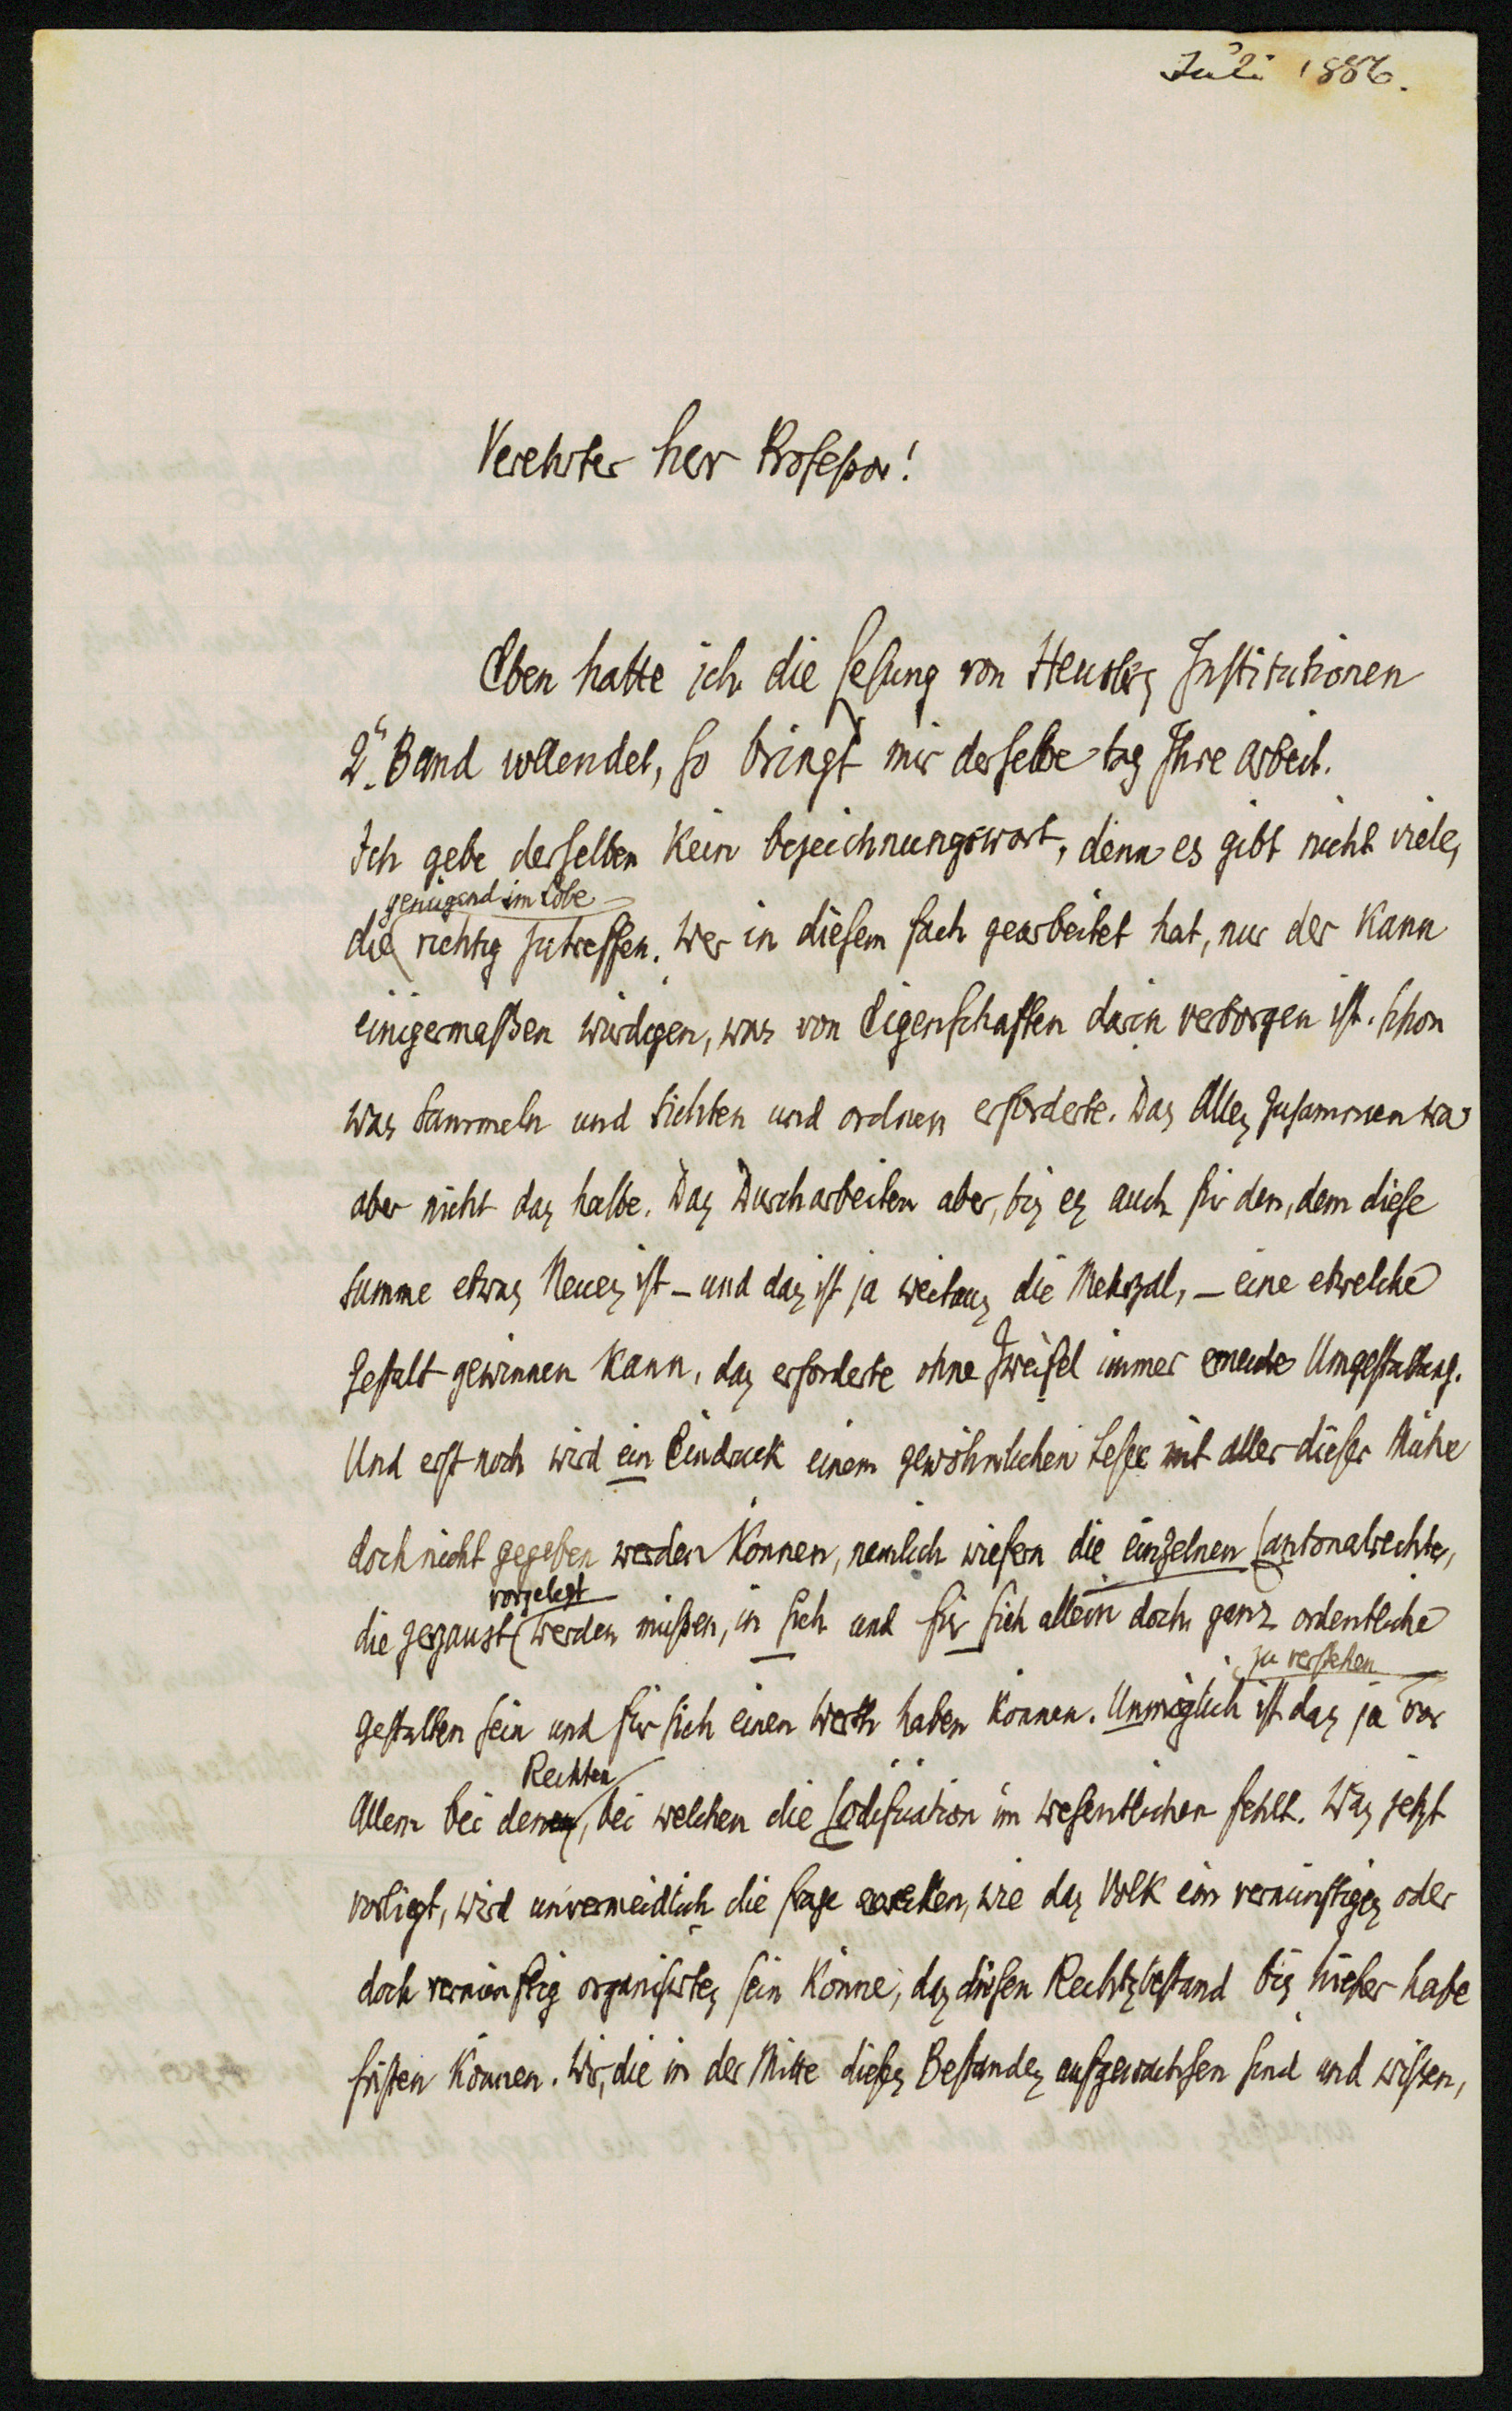 Juli 1886.
Verehrter Herr Professor!
Eben hatte ich die Lesung von Heuslers Institutionen
2r. Band vollendet, so bringt mir derselbe tag Ihre arbeit.
Ich gebe derselben kein bezeichnungswort, denn es gibt nicht viele,
genügend im Lobe
die richtig zutreffen. Wer in diesem fach gearbeitet hat, nur der kann
einigermaßen würdigen, was von Eigenschaften darin verborgen ist. Schon
was sammeln und sichten und ordnen erforderte. Das Alles zusammen war
aber nicht das halbe. Das Durcharbeiten aber, bis es auch für den, dem diese
summe etwas Neues ist – und das ist ja weitaus die Mehrzal, – eine etwelche
gestalt gewinnen kann, das erforderte ohne Zweifel immer erneute Umgestaltung.
Und erst noch wird ein Eindruck einem gewöhnlichen Leser mit aller dieser Mühe
doch nicht gegeben werden können, nemlich wiefern die einzelnen Cantonalrechte,
vorgelegt
die zerzaust werden müßen, in sich und für sich allein doch ganz ordentliche
zu verstehen
gestalten sein und für sich einen Werth haben können. Unmöglich ist das ja vor
Rechten
Allem bei denen, bei welchen die Codification im wesentlichen fehlt. Was jetzt
vorliegt, wird unvermeidlich die frage wecken, wie das Volk ein vernünftiges oder
doch vernünftig organisirtes sein könne, das diesen Rechtsbestand bis hieher habe
fristen können. Wir, die in der Mitte dieses Bestandes aufgewachsen sind und wissen,